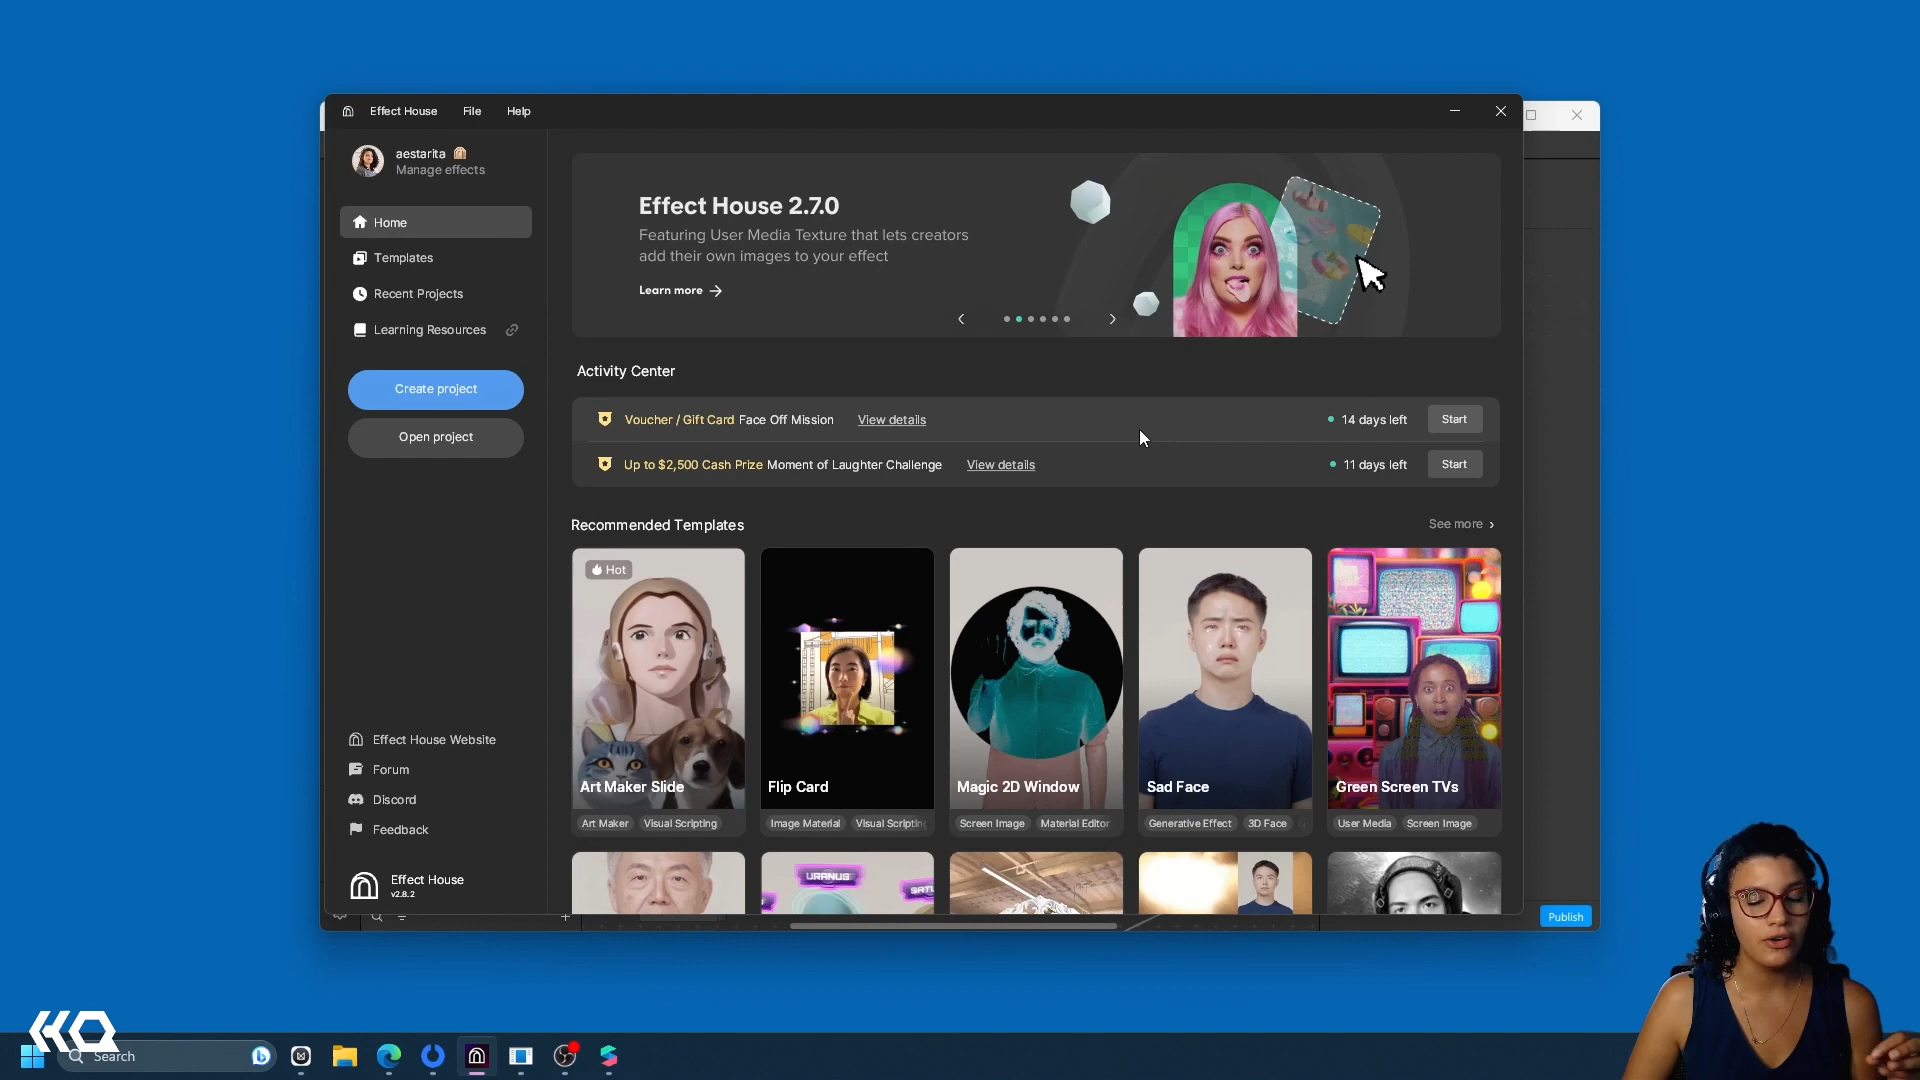 Effect House File Help
aestarita
Manage effects
Home
Templates
Recent Projects
Learning Resources
Create project
Open project
Effect House Website
Forum
Discord
Feedback
Effect House
v2.8.2
Effect House 2.7.0
Featuring User Media Texture that lets creators
add their own images to your effect
Learn more
Activity Center
Voucher / Gift Card Face Off Mission View details 14 days left Start
Up to $2,500 Cash Prize Moment of Laughter Challenge View details 11 days left Start
Recommended Templates See more
Hot
Art Maker Slide
Art Maker Visual Scripting
Flip Card
Image Material Visual Scripting
Magic 2D Window
Screen Image Material Editor
Sad Face
Generative Effect 3D Face
Green Screen TVs
User Media Screen Image
URANUS
SATU
Publish
HQ
Search